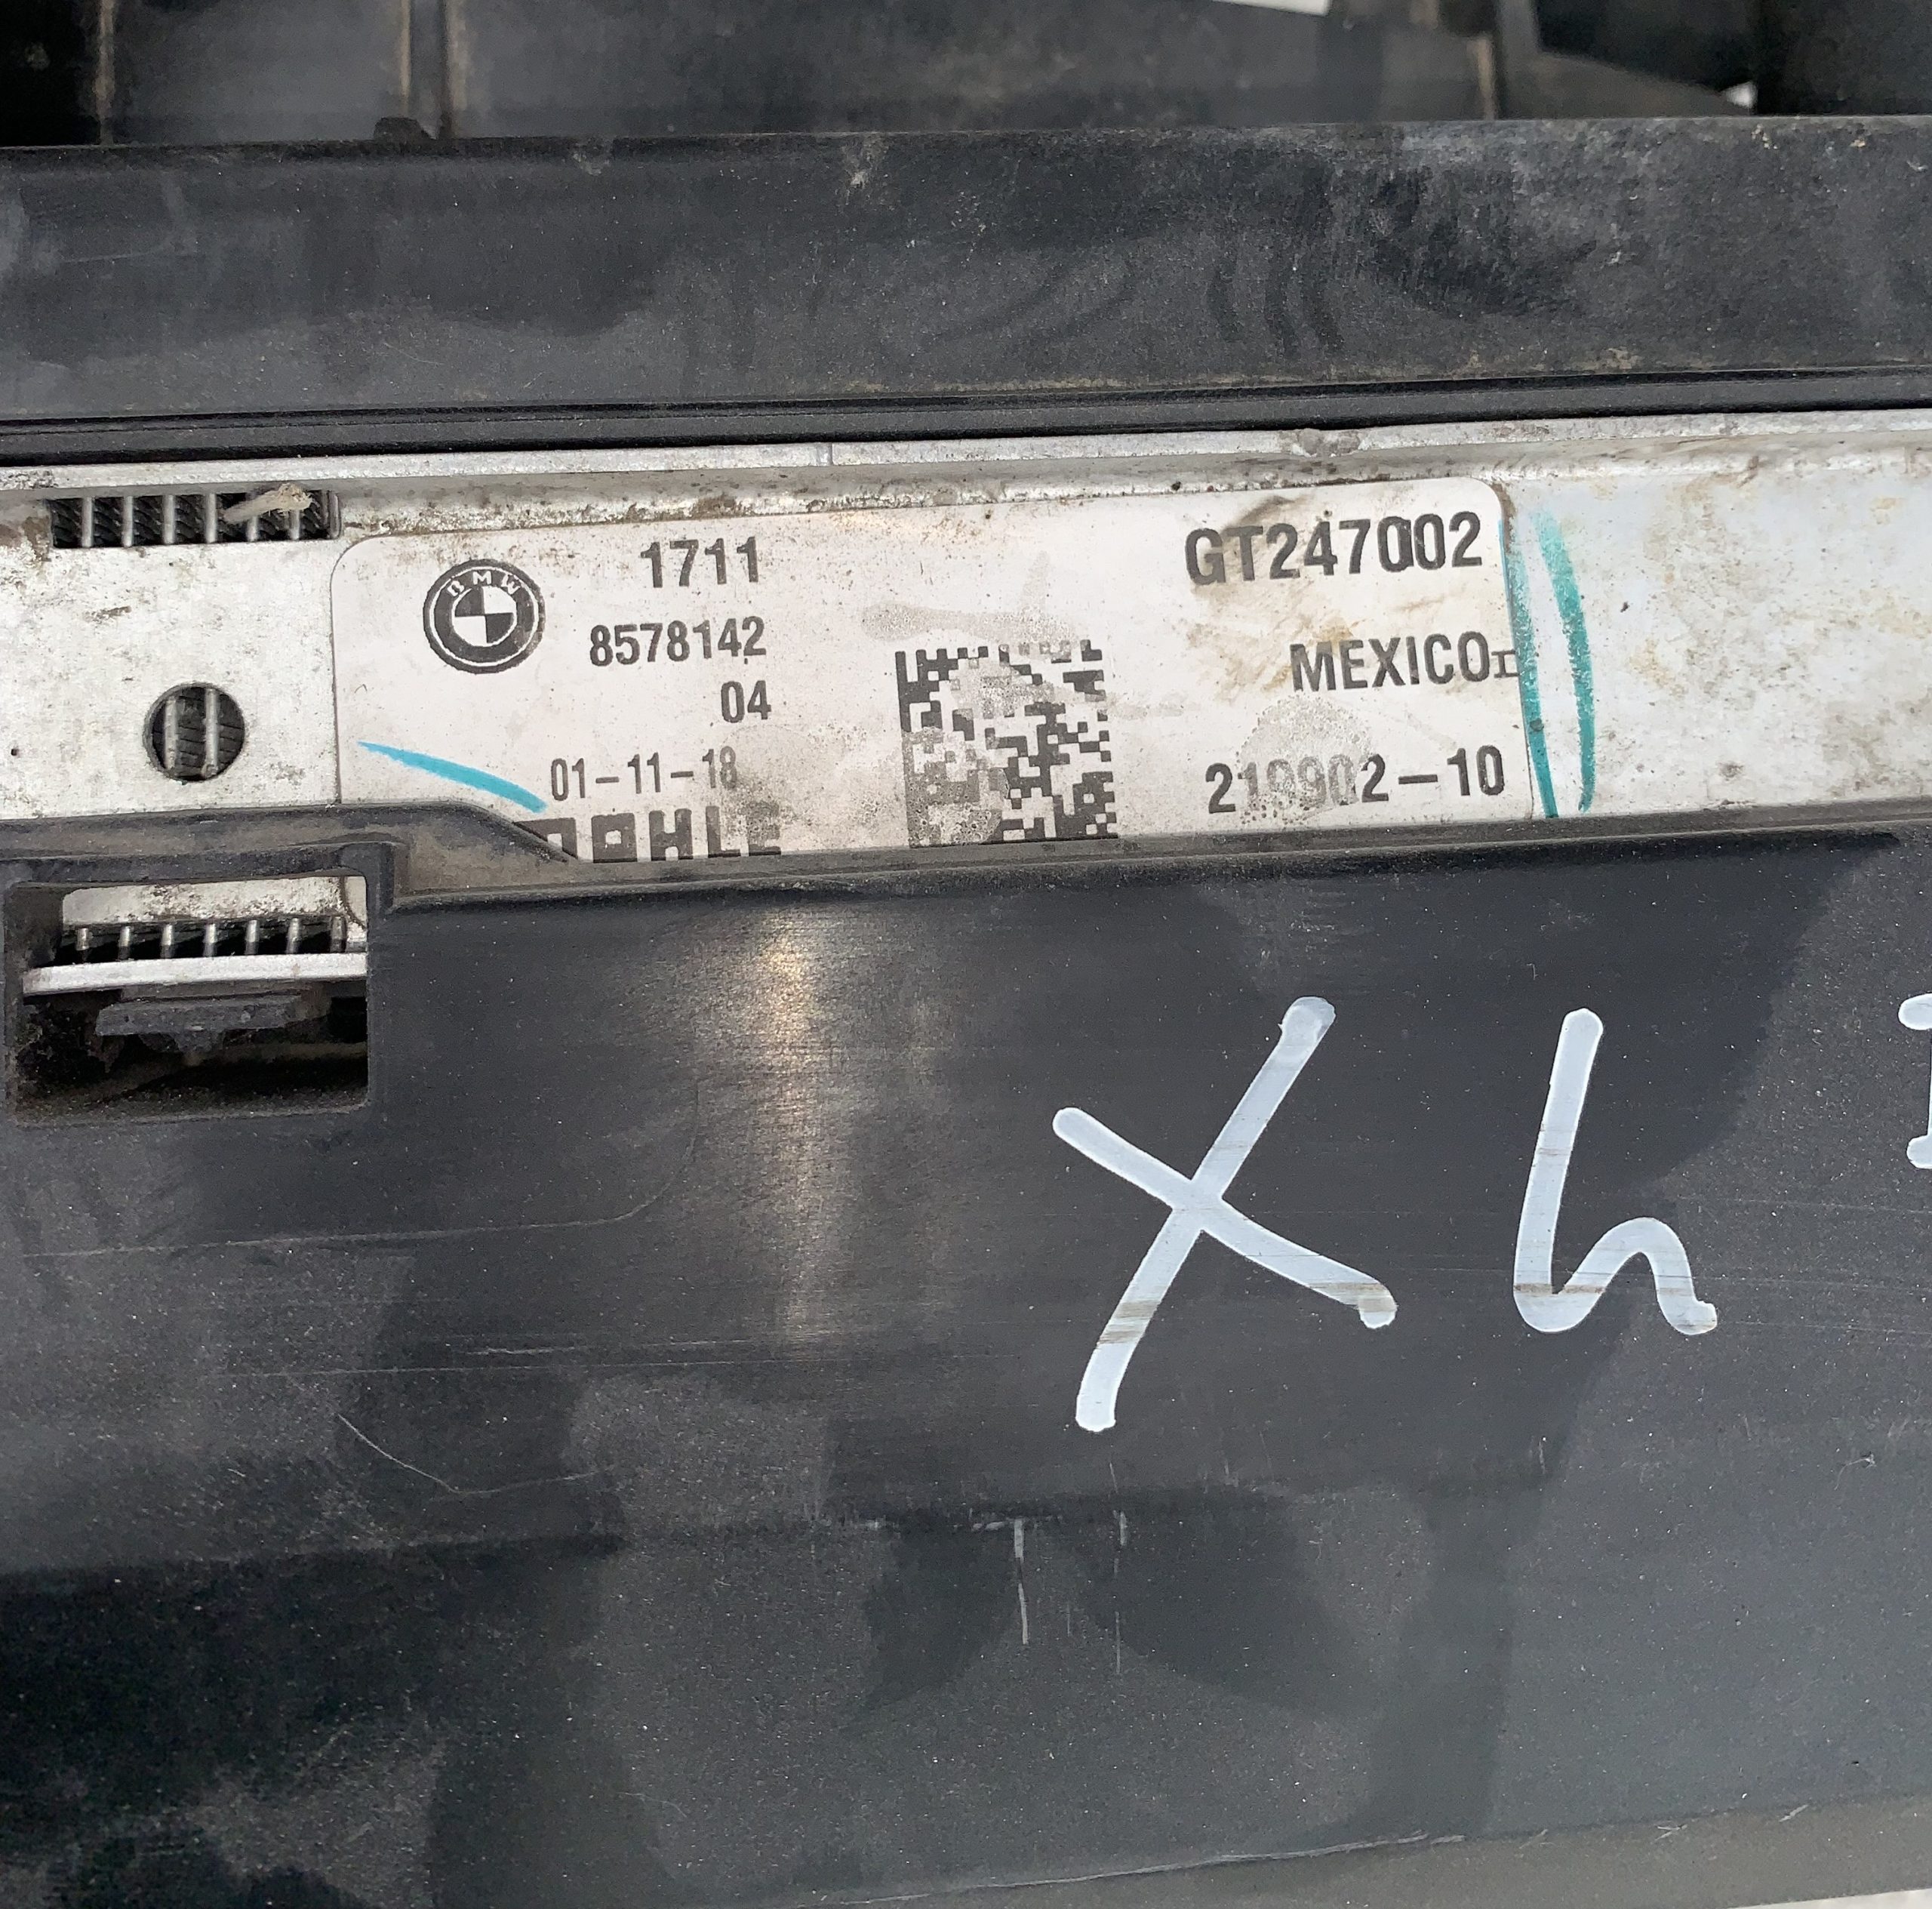 BMW
1711
GT247002
8578142
MEXICO
04
01-11-18
219902-10
MAHLE
Xh